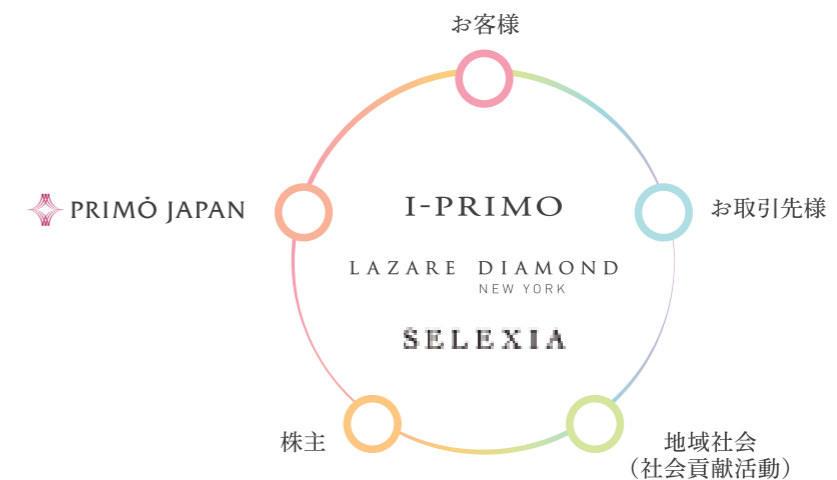 お客様
PRIMÓ JAPAN
I-PRIMO
お取引先様
LAZARE DIAMOND
NEW YORK
SELEXIA
株主
地域社会
（社会貢献活動）